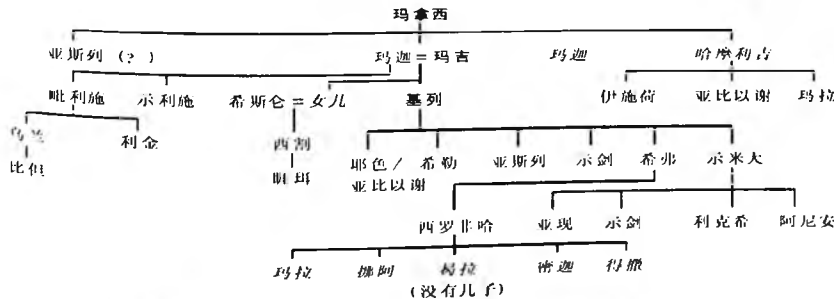 玛拿西
亚斯列 (?) 玛迦 = 玛吉 玛迦 哈摩利吉
毗利施 示利施 希斯仑 = 女儿 基列 伊施荷 亚比以谢 玛拉
乌兰 利金 西割 耶色/ 希勒 亚斯列 示剑 希弗 示米大
比但 睚珥 亚比以谢
西罗非哈 亚现 示剑 利克希 阿尼安
玛拉 挪阿 曷拉 密迦 得撒
(没有儿子)